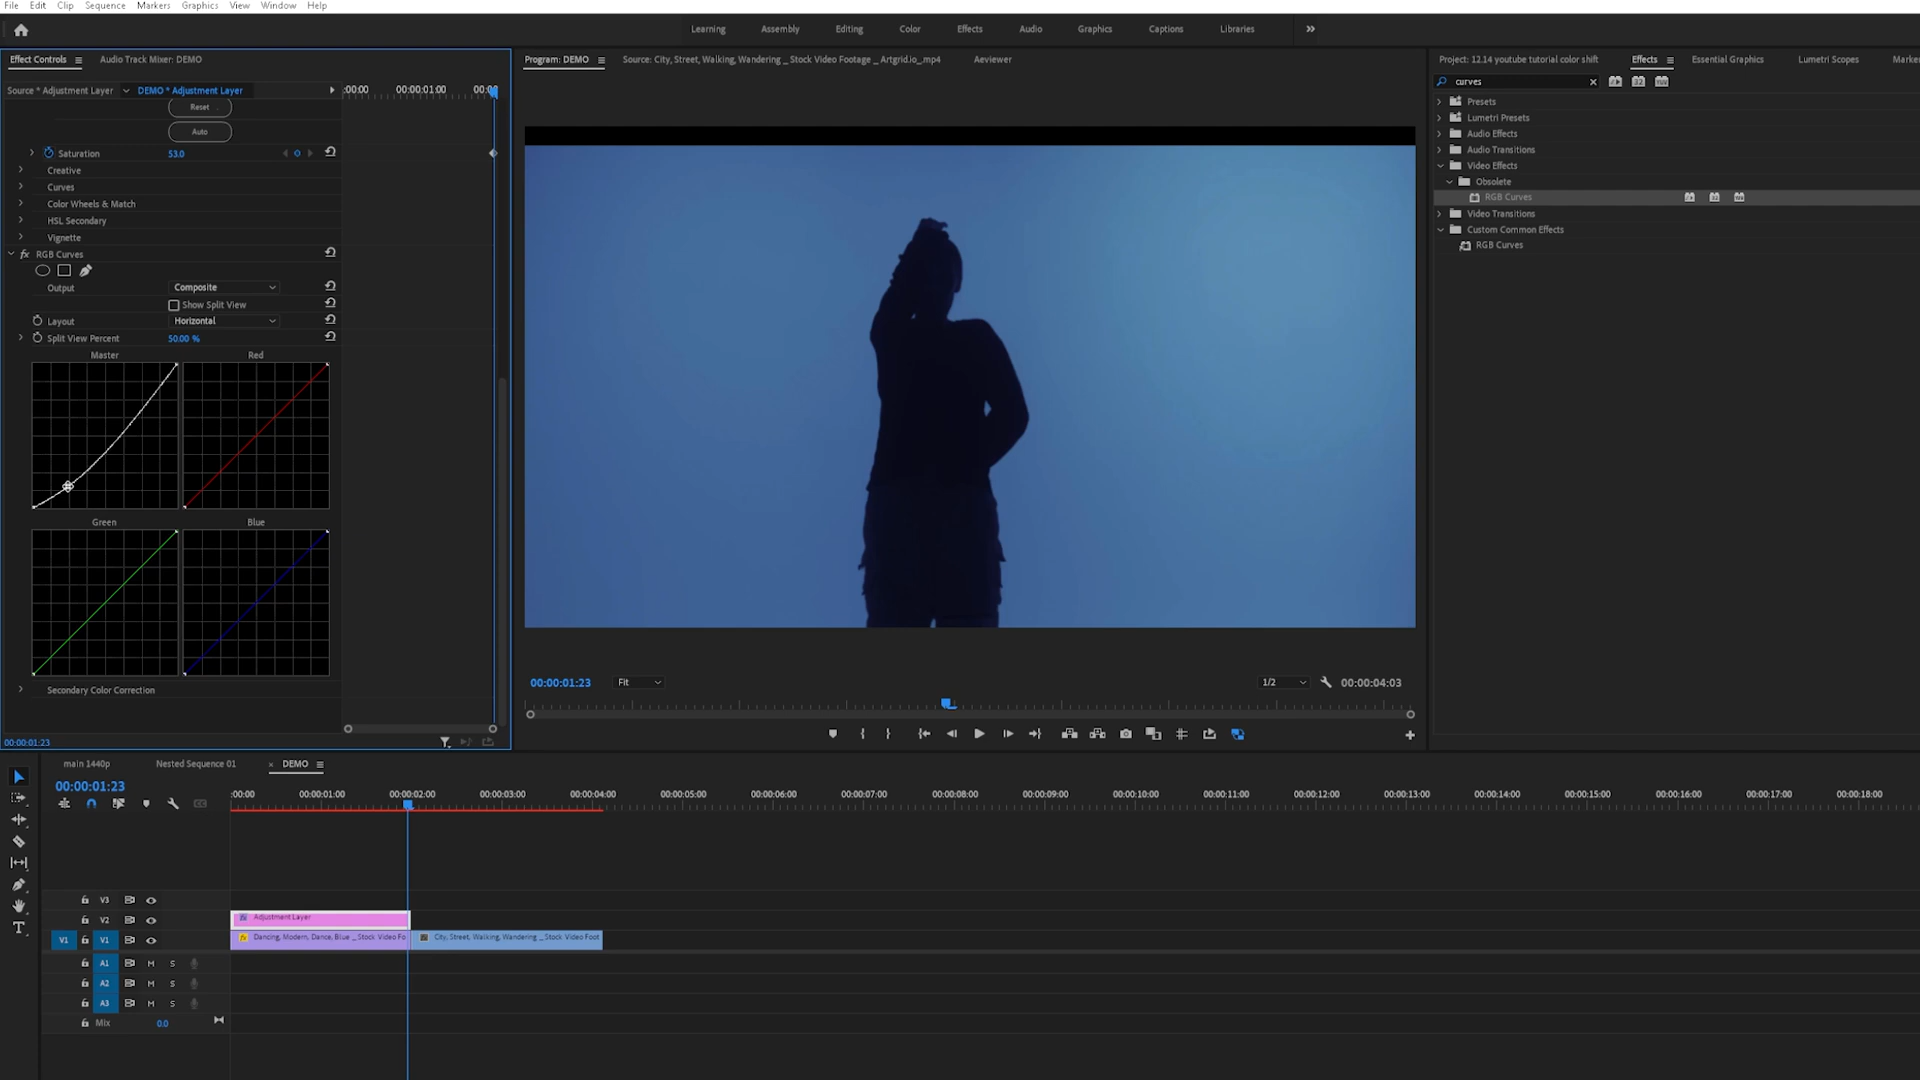 File Edit Clip Sequence Markers Graphics View Window Help
Learning Assembly Editing Color Effects Audio Graphics Captions Libraries
Effect Controls Audio Track Mixer: DEMO
Source * Adjustment Layer DEMO * Adjustment Layer
:00:00 00:00:01:00 00:0
Reset
Auto
Saturation 53.0
Creative
Curves
Color Wheels & Match
HSL Secondary
Vignette
fx RGB Curves
Output Composite
Show Split View
Layout Horizontal
Split View Percent 50.00 %
Master Red
Green Blue
Secondary Color Correction
00:00:01:23
Program: DEMO Source: City, Street, Walking, Wandering _ Stock Video Footage _ Artgrid.io_.mp4 Aeviewer
00:00:01:23 Fit 1/2 00:00:04:03
Project: 12.14 youtube tutorial color shift Effects Essential Graphics Lumetri Scopes Marke
curves
Presets
Lumetri Presets
Audio Effects
Audio Transitions
Video Effects
Obsolete
RGB Curves
Video Transitions
Custom Common Effects
RGB Curves
main 1440p Nested Sequence 01 × DEMO
00:00:01:23
:00:00 00:00:01:00 00:00:02:00 00:00:03:00 00:00:04:00 00:00:05:00 00:00:06:00 00:00:07:00 00:00:08:00 00:00:09:00 00:00:10:00 00:00:11:00 00:00:12:00 00:00:13:00 00:00:14:00 00:00:15:00 00:00:16:00 00:00:17:00 00:00:18:00
V3
V2 Adjustment Layer
V1 V1 Dancing, Modern, Dance, Blue _ Stock Video Fo City, Street, Walking, Wandering _ Stock Video Foot
A1 M S
A2 M S
A3 M S
Mix 0.0